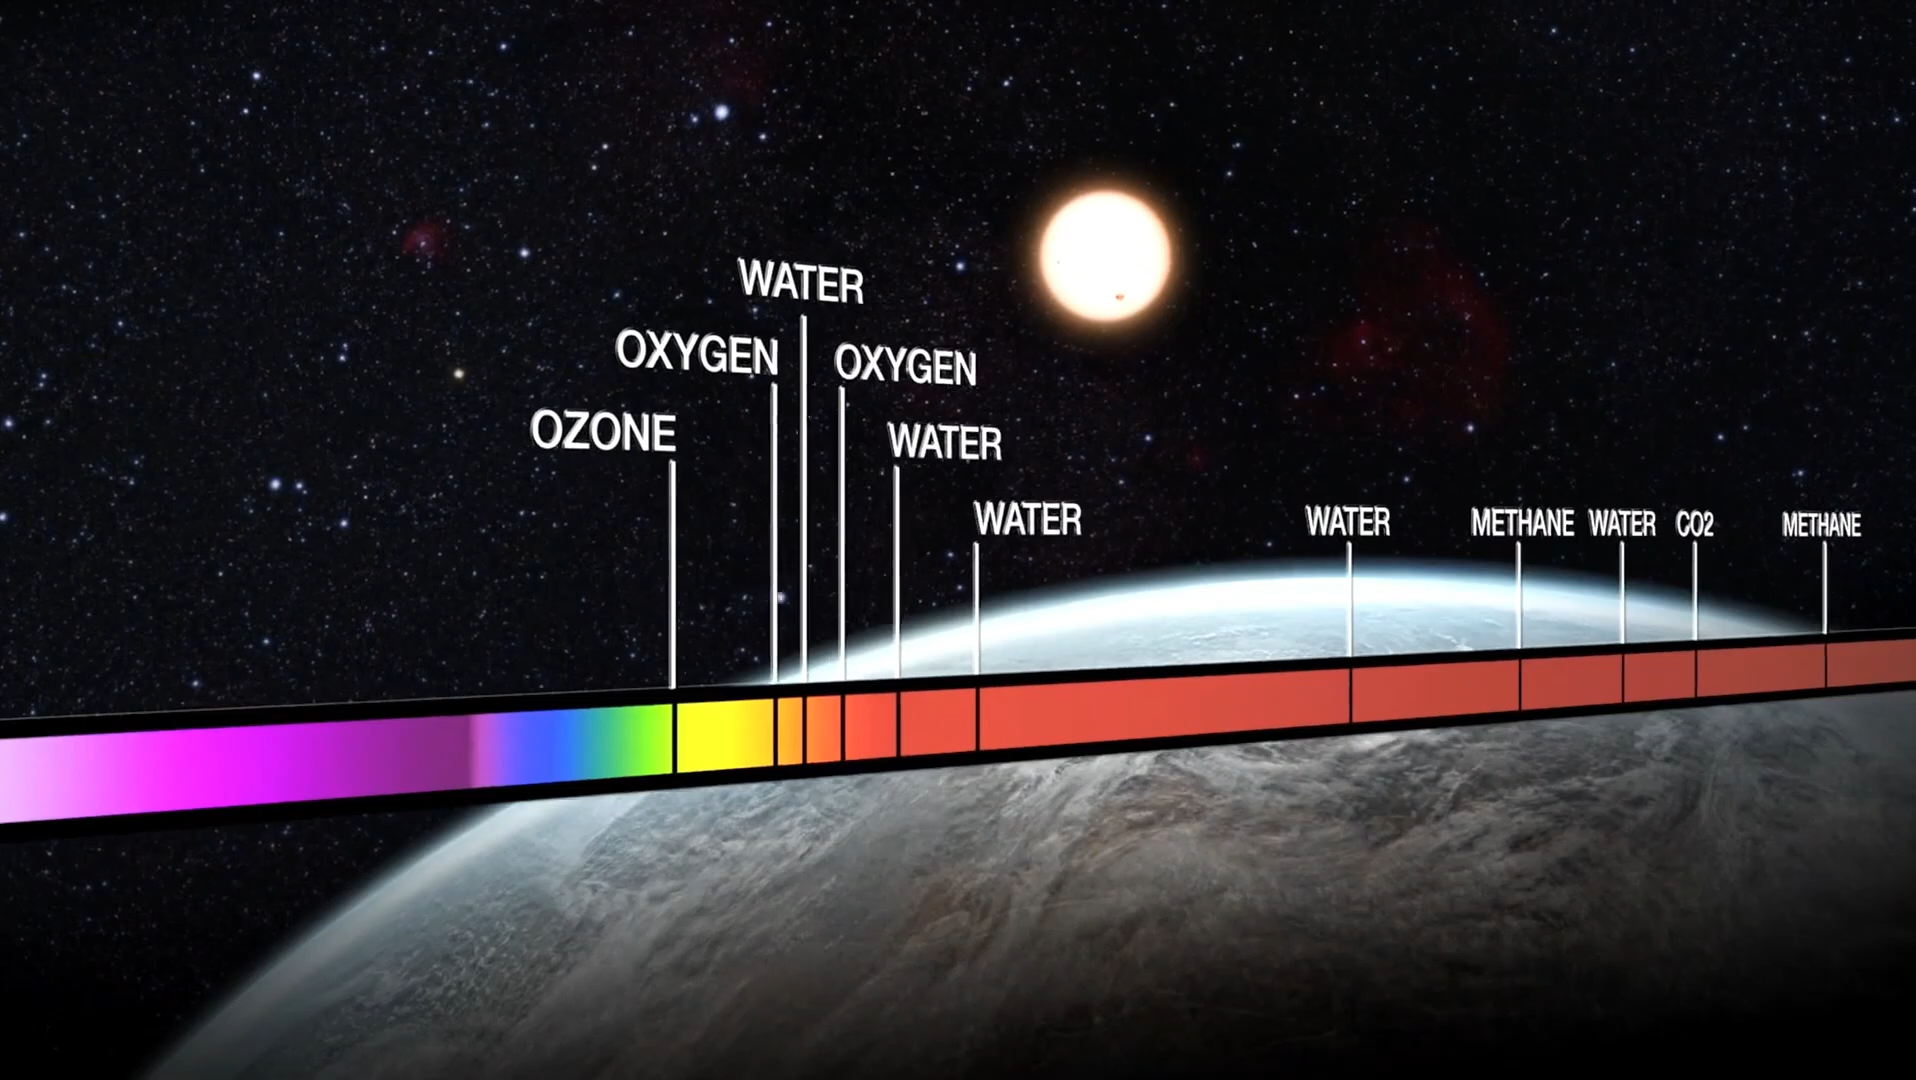 OZONE
OXYGEN
WATER
OXYGEN
WATER
WATER
WATER
METHANE
WATER
CO2
METHANE